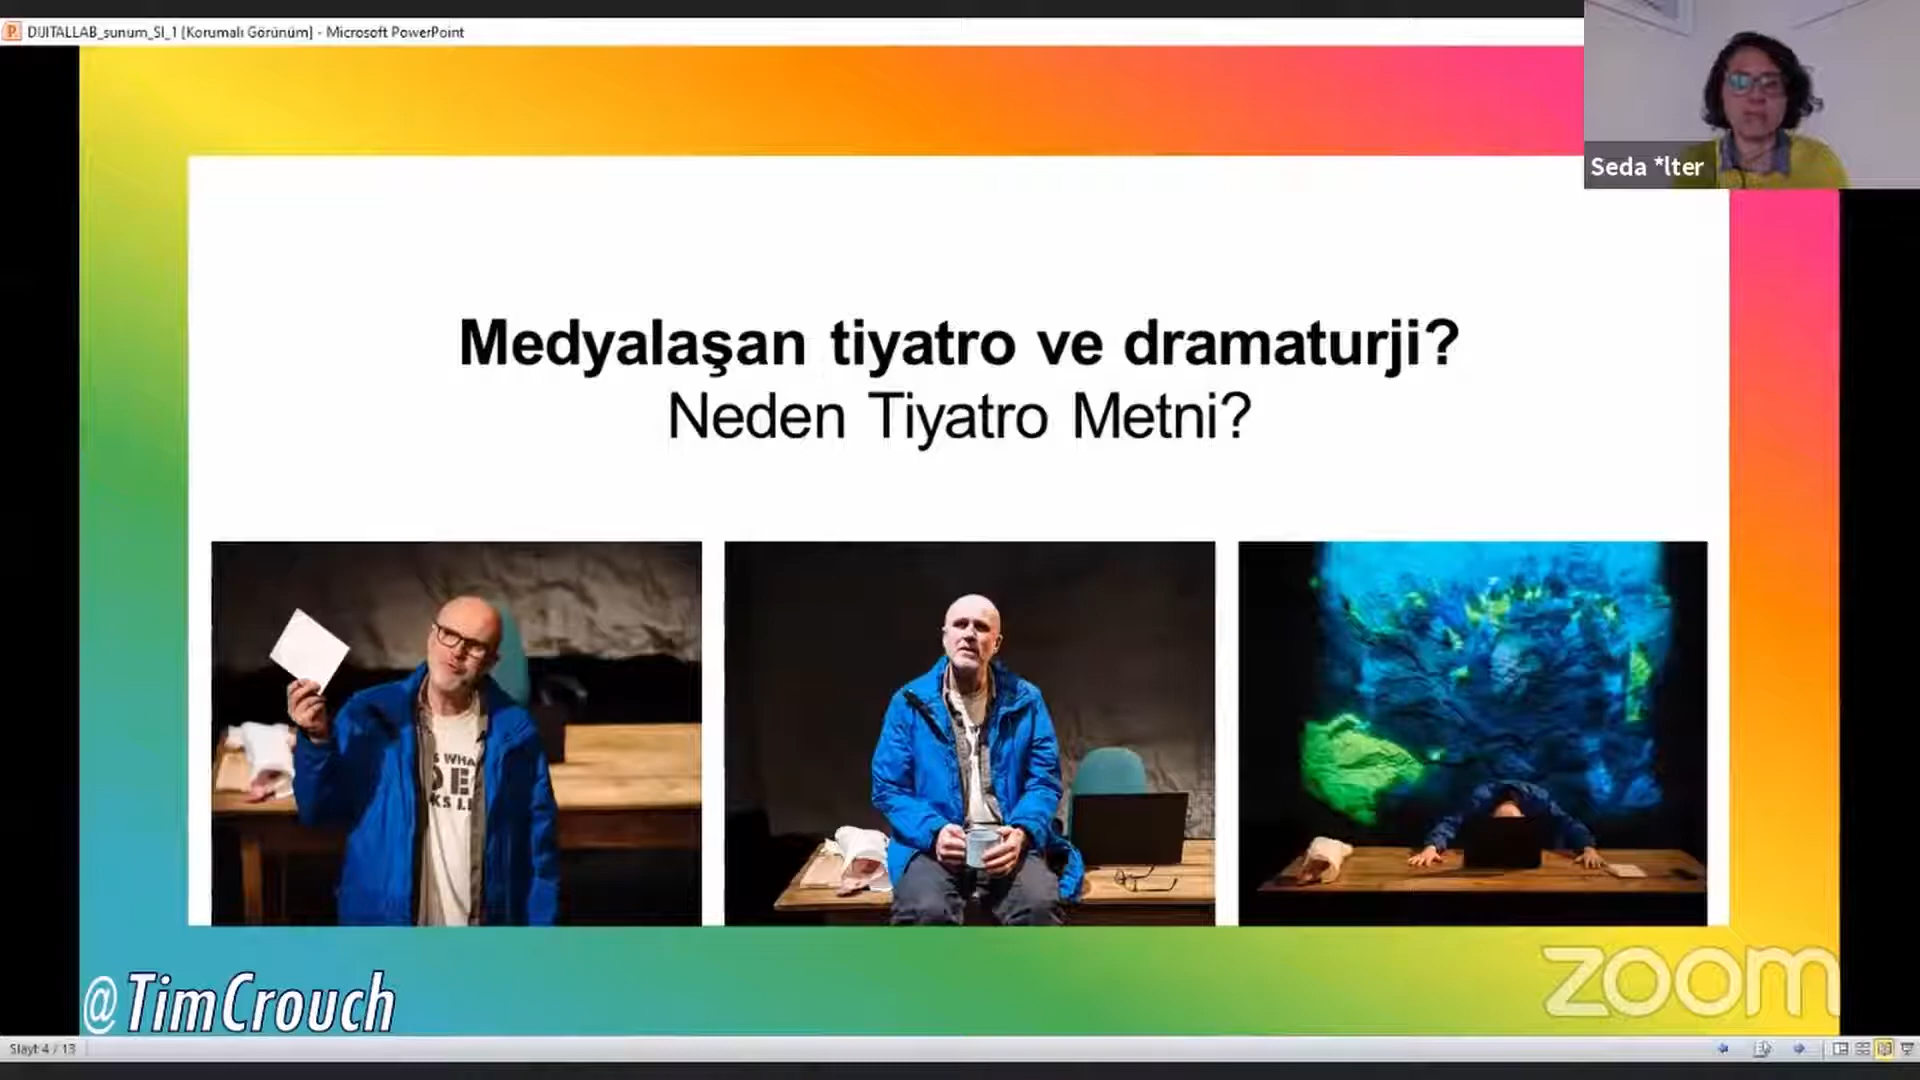 DIJITALLAB_sunum_SI_1 [Korumalı Görünüm] - Microsoft PowerPoint
Seda *lter
Medyalaşan tiyatro ve dramaturji?
Neden Tiyatro Metni?
@TimCrouch
zoom
Slayt 4 / 13